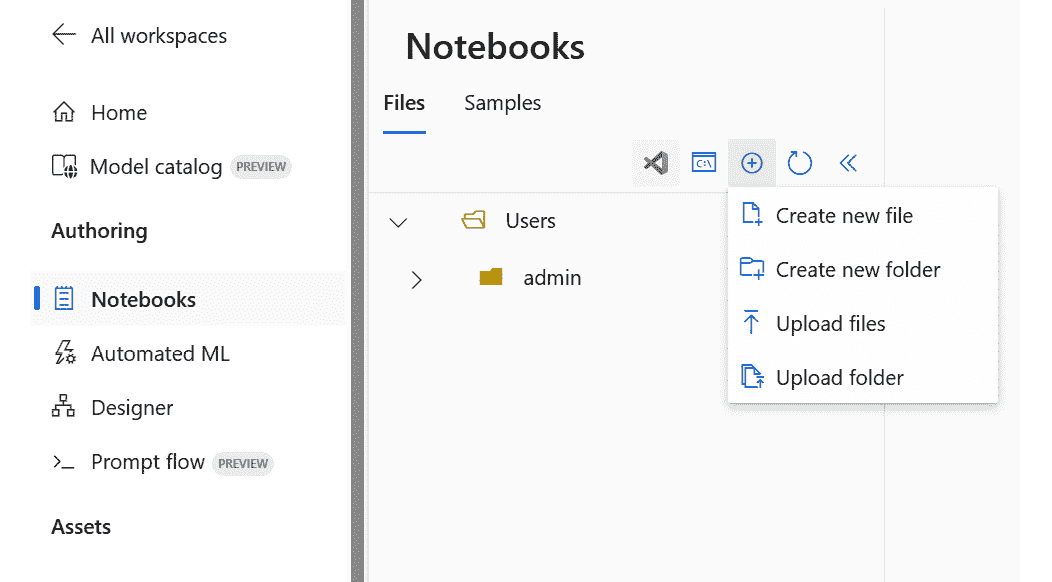 All workspaces
Home
Model catalog PREVIEW
Authoring
Notebooks
Automated ML
Designer
Prompt flow PREVIEW
Assets
Notebooks
Files Samples
C:\
Users
admin
Create new file
Create new folder
Upload files
Upload folder